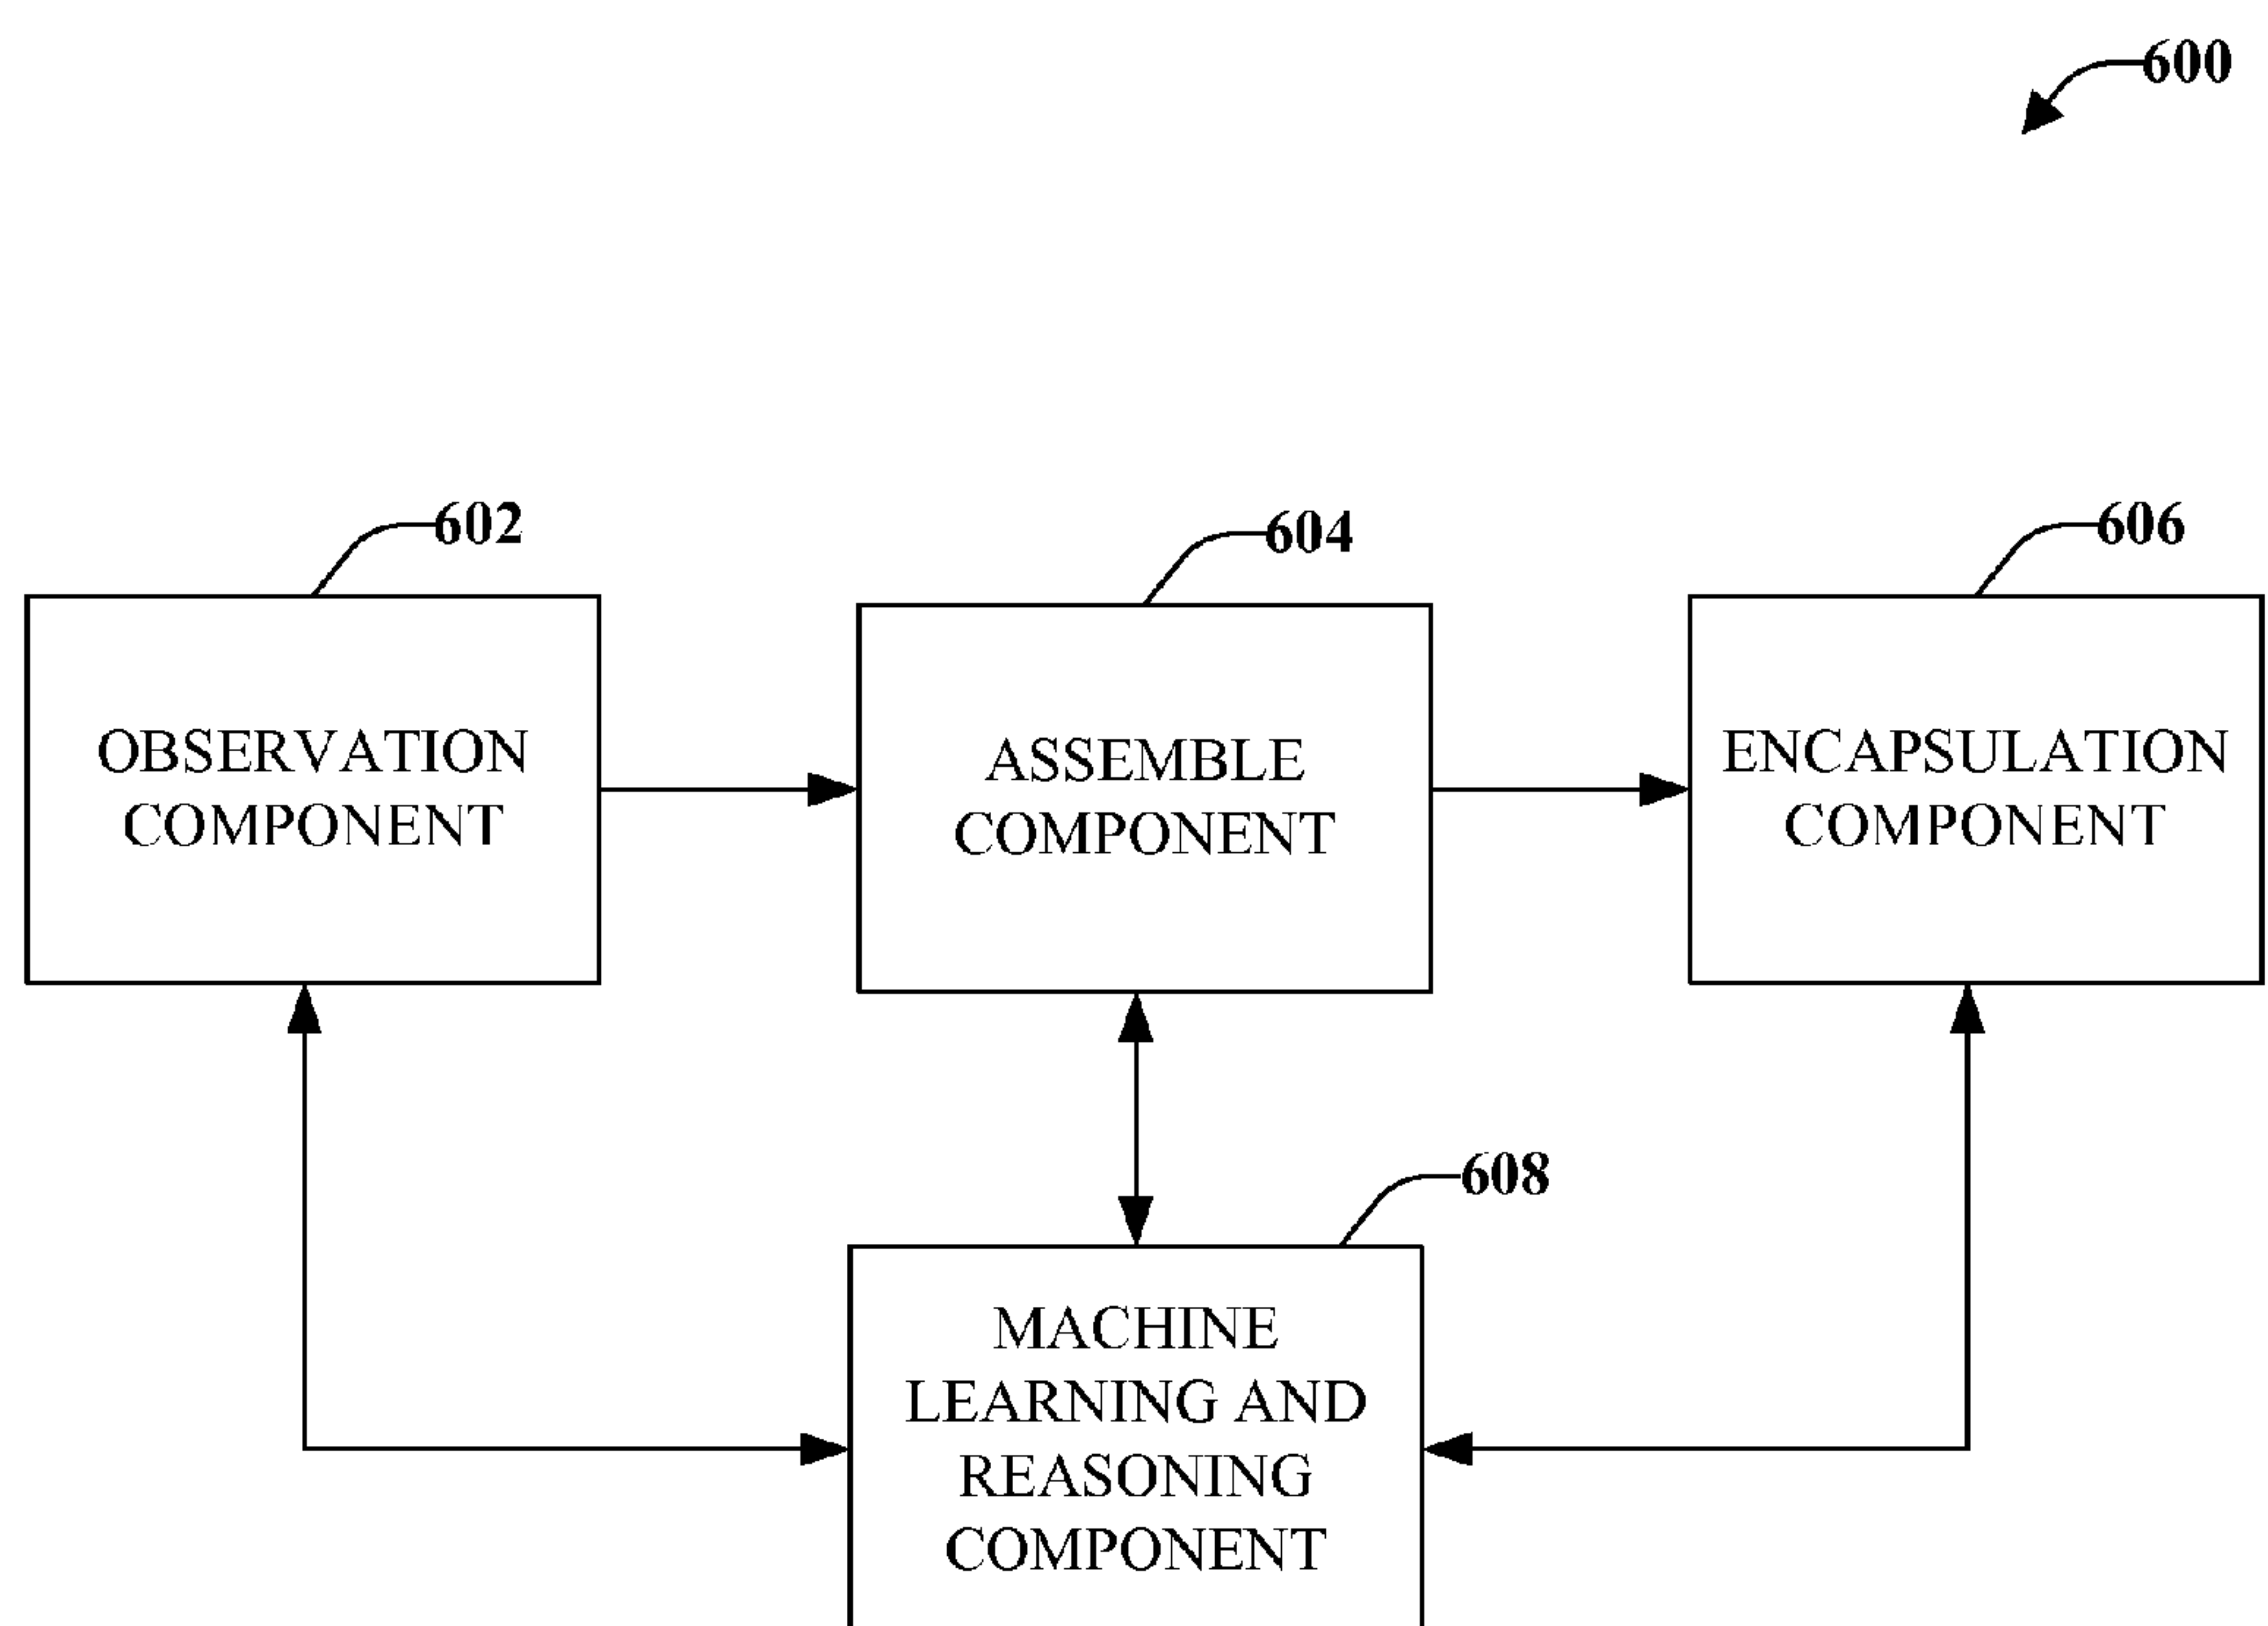 600
602
604
606
OBSERVATION
COMPONENT
ASSEMBLE
COMPONENT
ENCAPSULATION
COMPONENT
608
MACHINE
LEARNING AND
REASONING
COMPONENT